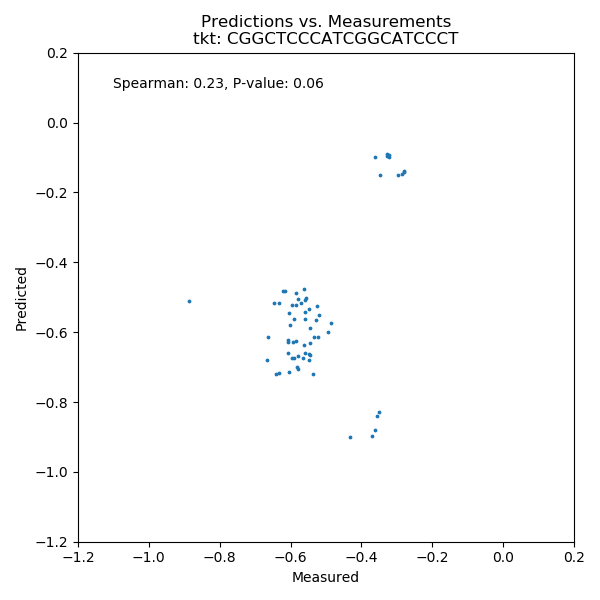 Predictions vs. Measurements
tkt: CGGCTCCCATCGGCATCCCT
Spearman: 0.23, P-value: 0.06
0.2
0.0
−0.2
−0.4
−0.6
−0.8
−1.0
−1.2
Predicted
−1.2 −1.0 −0.8 −0.6 −0.4 −0.2 0.0 0.2
Measured